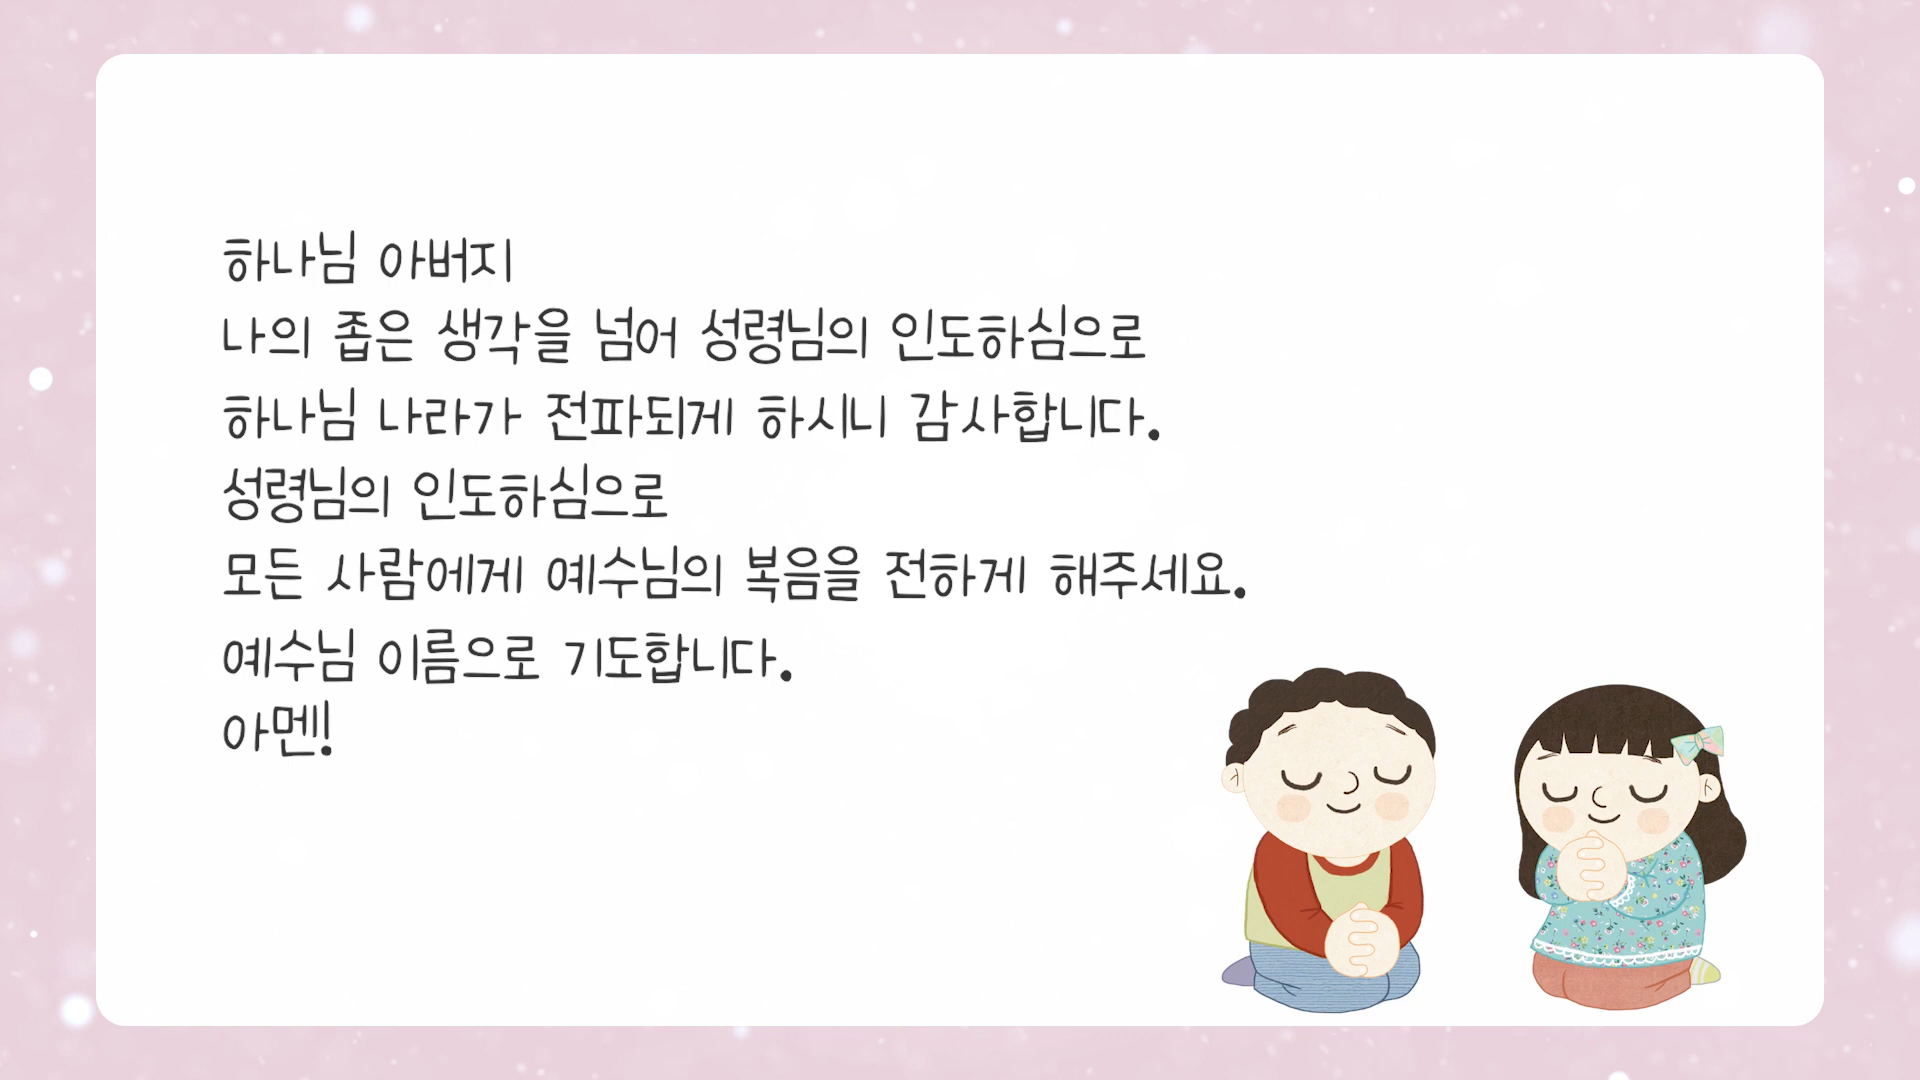 하나님 아버지
나의 좁은 생각을 넘어 성령님의 인도하심으로
하나님 나라가 전파되게 하시니 감사합니다.
성령님의 인도하심으로
모든 사람에게 예수님의 복음을 전하게 해주세요.
예수님 이름으로 기도합니다.
아멘!